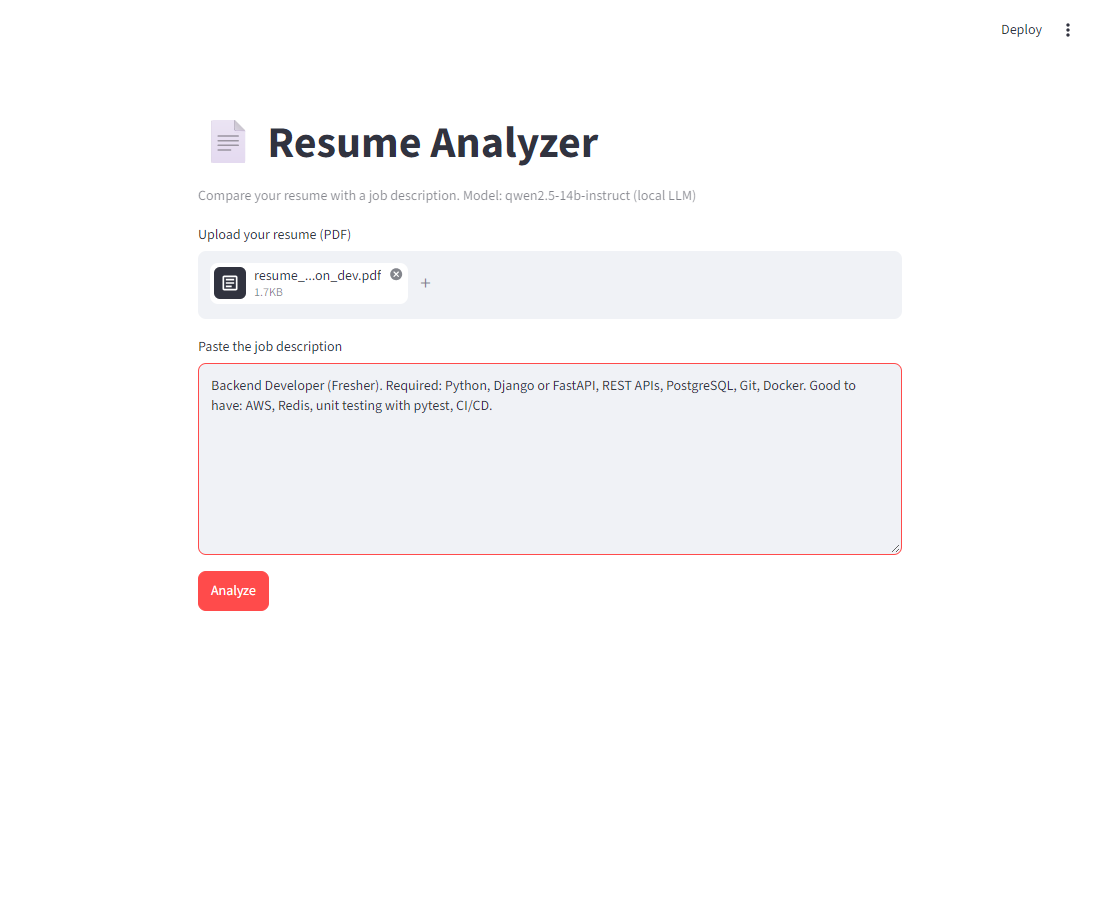 Deploy
Resume Analyzer
Compare your resume with a job description. Model: qwen2.5-14b-instruct (local LLM)
Upload your resume (PDF)
resume_...on_dev.pdf
1.7KB
Paste the job description
Backend Developer (Fresher). Required: Python, Django or FastAPI, REST APIs, PostgreSQL, Git, Docker. Good to
have: AWS, Redis, unit testing with pytest, CI/CD.
Analyze